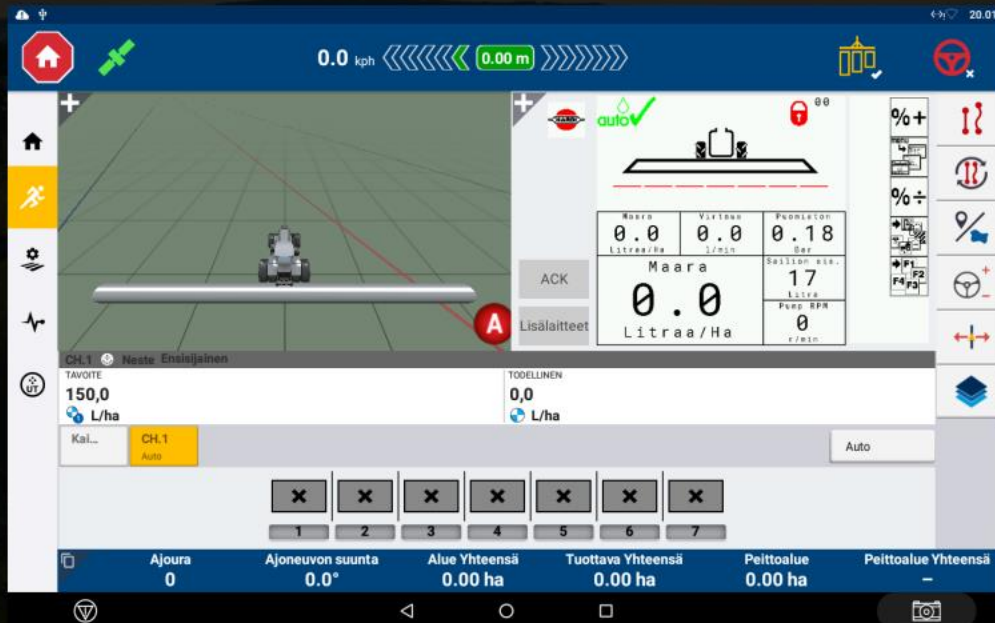 20.01
0.0 kph
0.00 m
HARDI
auto
00
%+
menu
%÷
F1
F2
F4 F3
Maara
0.0
Litraa/Ha
Virtaus
0.0
l/min
Puomiston
0.18
Bar
Maara
0.0
Litraa/Ha
Sailion sis.
17
Litra
Pump RPM
0
r/min
ACK
Lisälaitteet
A
UT
CH.1 Neste Ensisijainen
TAVOITE
150,0
L/ha
TODELLINEN
0,0
L/ha
Kai...
CH.1
Auto
Auto
1 2 3 4 5 6 7
Ajoura
0
Ajoneuvon suunta
0.0°
Alue Yhteensä
0.00 ha
Tuottava Yhteensä
0.00 ha
Peittoalue
0.00 ha
Peittoalue Yhteensä
–